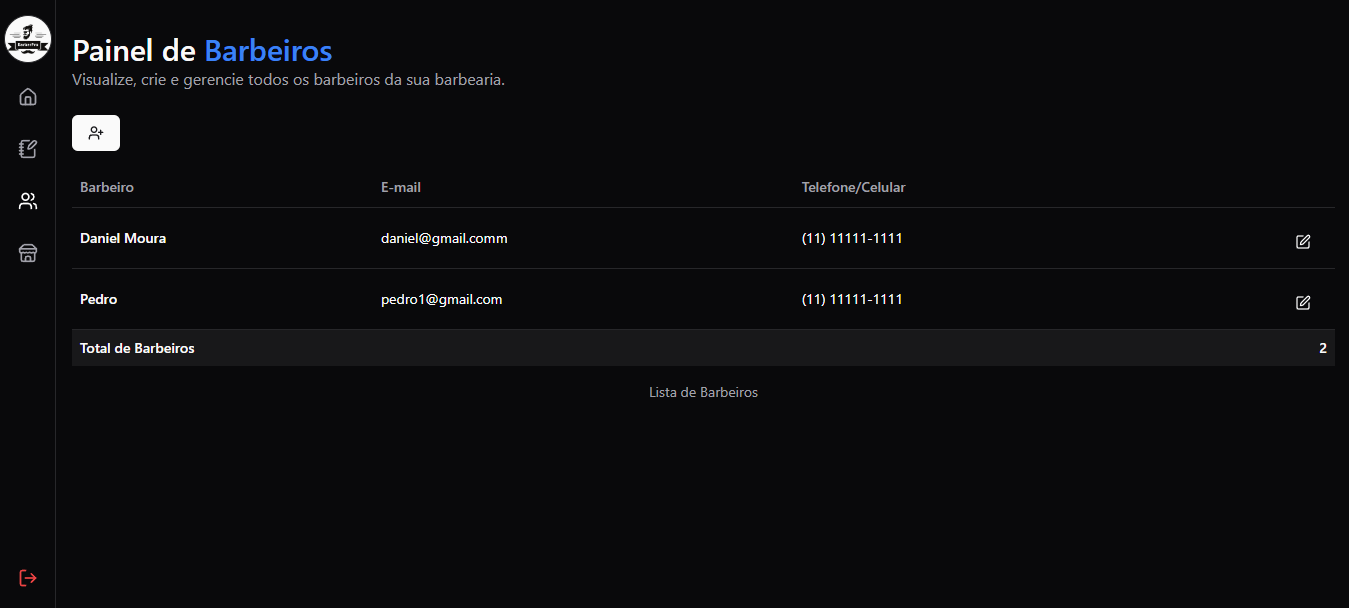 BarberPro
Painel de Barbeiros
Visualize, crie e gerencie todos os barbeiros da sua barbearia.
Barbeiro E-mail Telefone/Celular
Daniel Moura daniel@gmail.comm (11) 11111-1111
Pedro pedro1@gmail.com (11) 11111-1111
Total de Barbeiros 2
Lista de Barbeiros